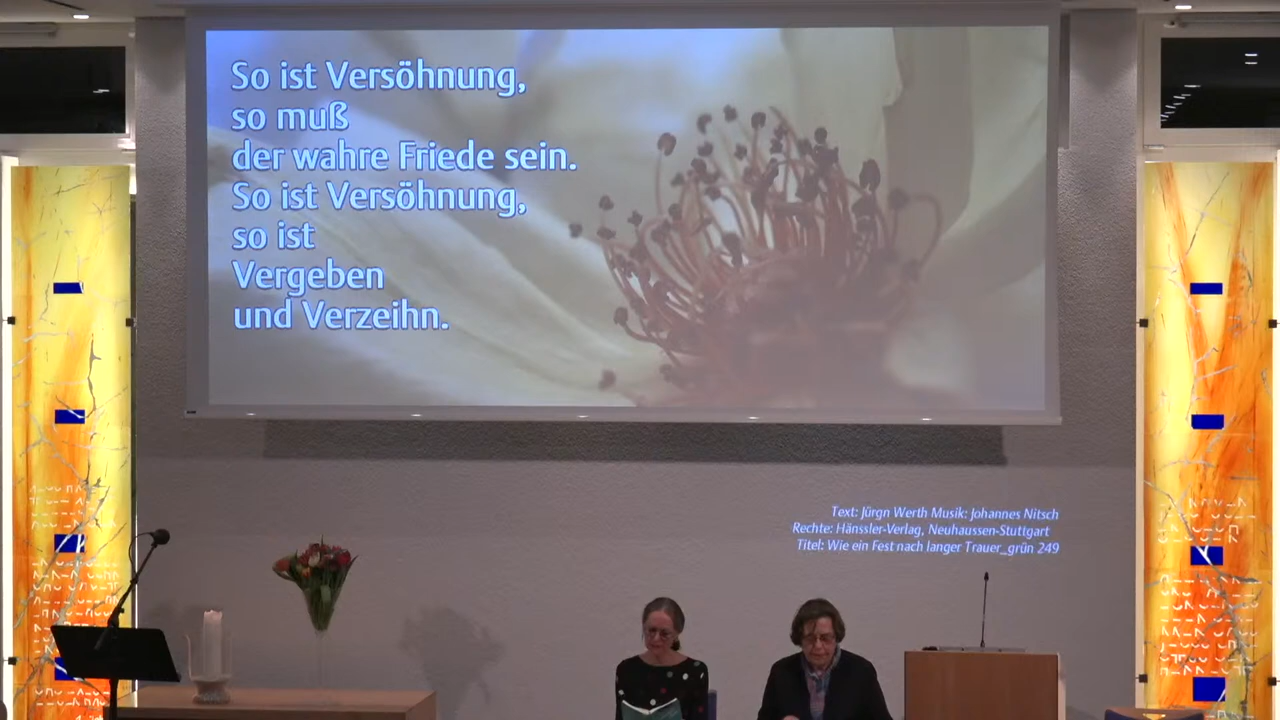 So ist Versöhnung,
so muß
der wahre Friede sein.
So ist Versöhnung,
so ist
Vergeben
und Verzeihn.
Text: Jürgn Werth Musik: Johannes Nitsch
Rechte: Hänssler-Verlag, Neuhaussen-Stuttgart
Titel: Wie ein Fest nach langer Trauer_grün 249